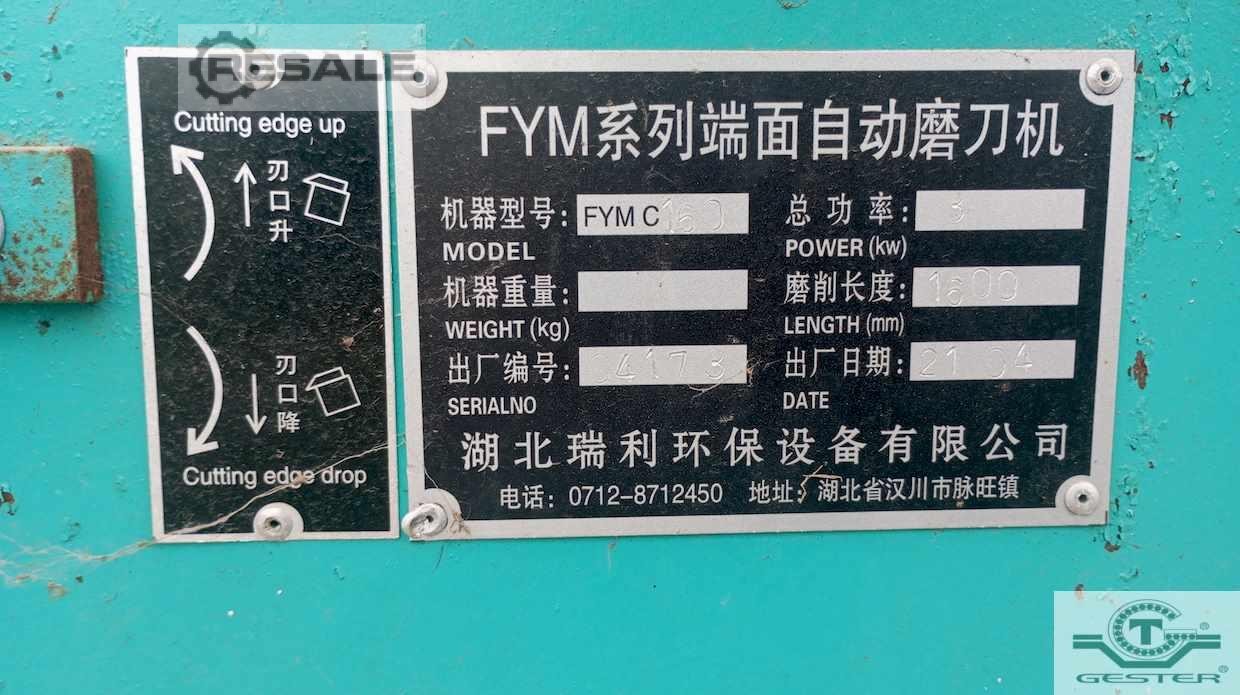 RESALE
Cutting edge up
刃口升
刃口降
Cutting edge drop
FYM系列端面自动磨刀机
机器型号: FYM C 160 总功率: 3
MODEL POWER (kw)
机器重量: 磨削长度: 1600
WEIGHT (kg) LENGTH (mm)
出厂编号: 04173 出厂日期: 21 04
SERIALNO DATE
湖北瑞利环保设备有限公司
电话: 0712-8712450 地址: 湖北省汉川市脉旺镇
GESTER®